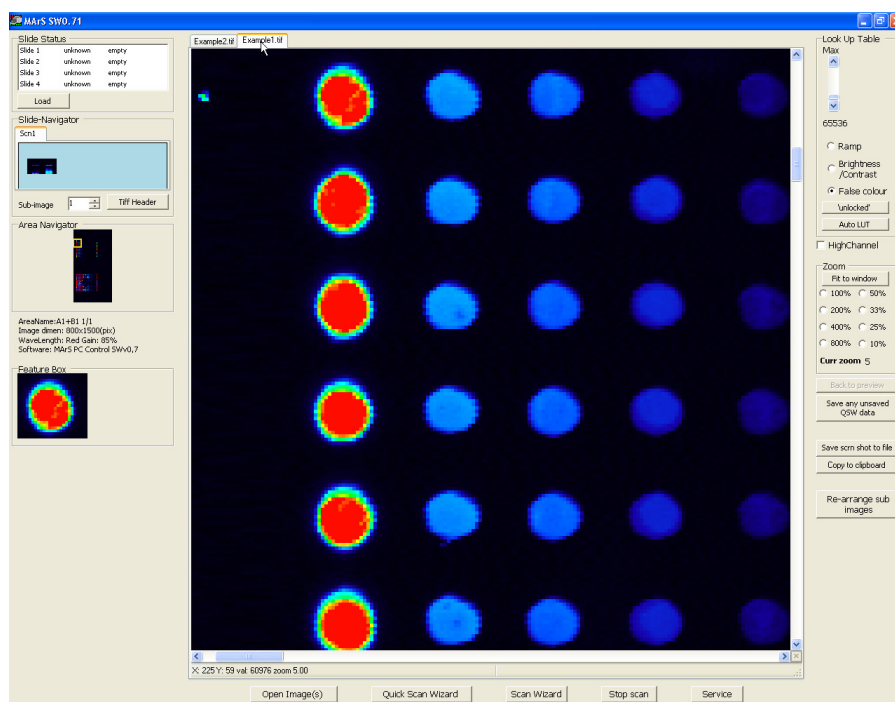 MArS SW0.71
Slide Status
Slide 1 unknown empty
Slide 2 unknown empty
Slide 3 unknown empty
Slide 4 unknown empty
Load
Slide-Navigator
Scn1
Sub-image 1 Tiff Header
Area Navigator
AreaName:A1+B1 1/1
Image dimen: 800x1500(pix)
WaveLength: Red Gain: 85%
Software: MArS PC Control SWv0,7
Feature Box
Example2.tif Example1.tif
X: 225 Y: 59 val: 60976 zoom 5.00
Open Image(s) Quick Scan Wizard Scan Wizard Stop scan Service
Look Up Table
Max
65536
Ramp
Brightness
/Contrast
False colour
'unlocked'
Auto LUT
HighChannel
Zoom
Fit to window
100% 50%
200% 33%
400% 25%
800% 10%
Curr zoom 5
Back to preview
Save any unsaved
QSW data
Save scrn shot to file
Copy to clipboard
Re-arrange sub
images